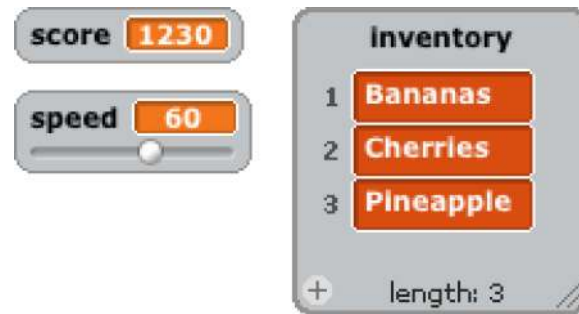 score 1230
speed 60
inventory
1 Bananas
2 Cherries
3 Pineapple
+ length: 3